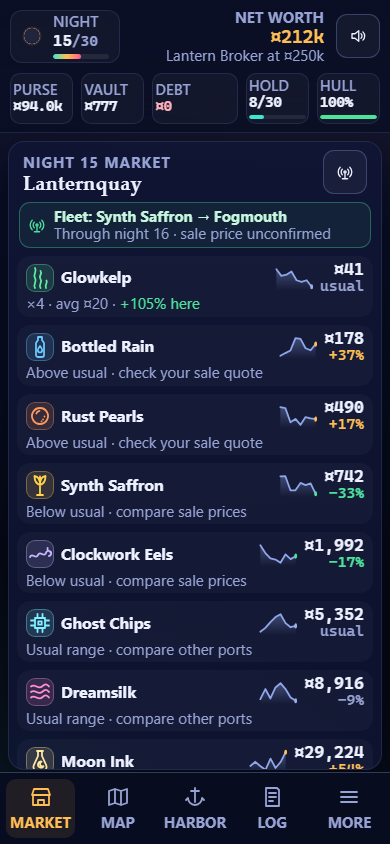 NIGHT
15/30
NET WORTH
¤212k
Lantern Broker at ¤250k
PURSE
¤94.0k
VAULT
¤777
DEBT
¤0
HOLD
8/30
HULL
100%
NIGHT 15 MARKET
Lanternquay
Fleet: Synth Saffron → Fogmouth
Through night 16 · sale price unconfirmed
Glowkelp
¤41
usual
×4 · avg ¤20 · +105% here
Bottled Rain
¤178
+37%
Above usual · check your sale quote
Rust Pearls
¤490
+17%
Above usual · check your sale quote
Synth Saffron
¤742
−33%
Below usual · compare sale prices
Clockwork Eels
¤1,992
−17%
Below usual · compare sale prices
Ghost Chips
¤5,352
usual
Usual range · compare other ports
Dreamsilk
¤8,916
−9%
Usual range · compare other ports
Moon Ink
¤29,224
+54%
MARKET
MAP
HARBOR
LOG
MORE